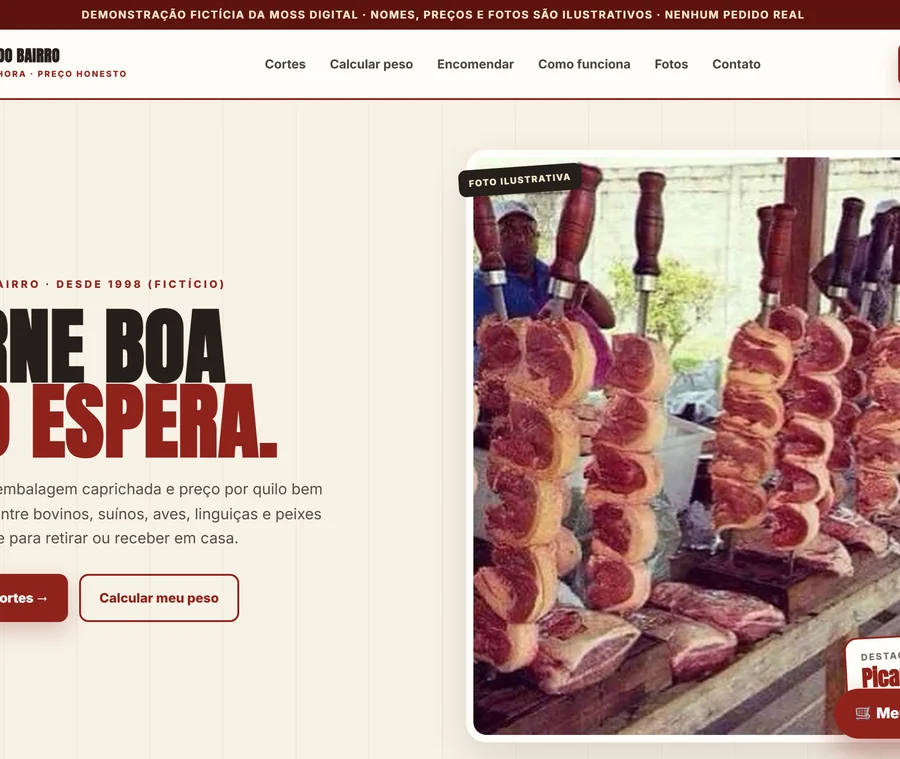 DEMONSTRAÇÃO FICTÍCIA DA MOSS DIGITAL · NOMES, PREÇOS E FOTOS SÃO ILUSTRATIVOS · NENHUM PEDIDO REAL
DO BAIRRO
HORA · PREÇO HONESTO
Cortes Calcular peso Encomendar Como funciona Fotos Contato
FOTO ILUSTRATIVA
AIRRO · DESDE 1998 (FICTÍCIO)
RNE BOA
O ESPERA.
embalagem caprichada e preço por quilo bem
ntre bovinos, suínos, aves, linguiças e peixes
e para retirar ou receber em casa.
ortes → Calcular meu peso
DESTA
Pica
Me